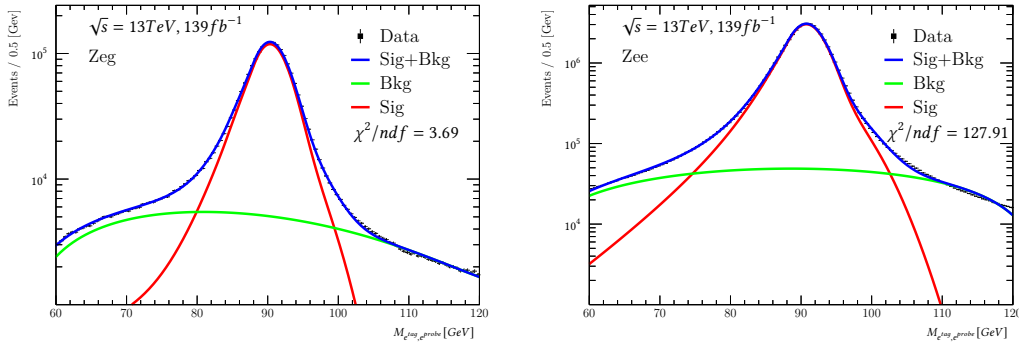 √s = 13TeV, 139fb⁻¹
Zeg
Data
Sig+Bkg
Bkg
Sig
χ²/ndf = 3.69
Events / 0.5 [Gev]
10⁵
10⁴
60 70 80 90 100 110 120
M_{e^{tag},e^{probe}} [GeV]
√s = 13TeV, 139fb⁻¹
Zee
Data
Sig+Bkg
Bkg
Sig
χ²/ndf = 127.91
Events / 0.5 [Gev]
10⁶
10⁵
10⁴
60 70 80 90 100 110 120
M_{e^{tag},e^{probe}} [GeV]